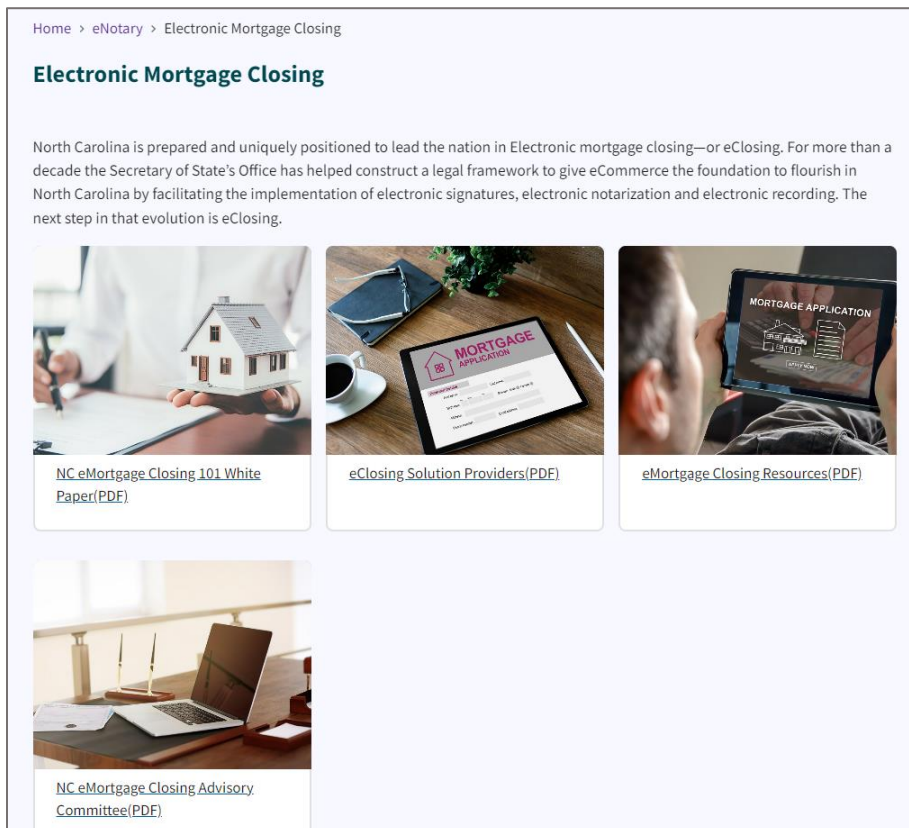 Home > eNotary > Electronic Mortgage Closing
Electronic Mortgage Closing
North Carolina is prepared and uniquely positioned to lead the nation in Electronic mortgage closing—or eClosing. For more than a
decade the Secretary of State's Office has helped construct a legal framework to give eCommerce the foundation to flourish in
North Carolina by facilitating the implementation of electronic signatures, electronic notarization and electronic recording. The
next step in that evolution is eClosing.
MORTGAGE
APPLICATION
MORTGAGE APPLICATION
NC eMortgage Closing 101 White
Paper(PDF)
eClosing Solution Providers(PDF)
eMortgage Closing Resources(PDF)
NC eMortgage Closing Advisory
Committee(PDF)